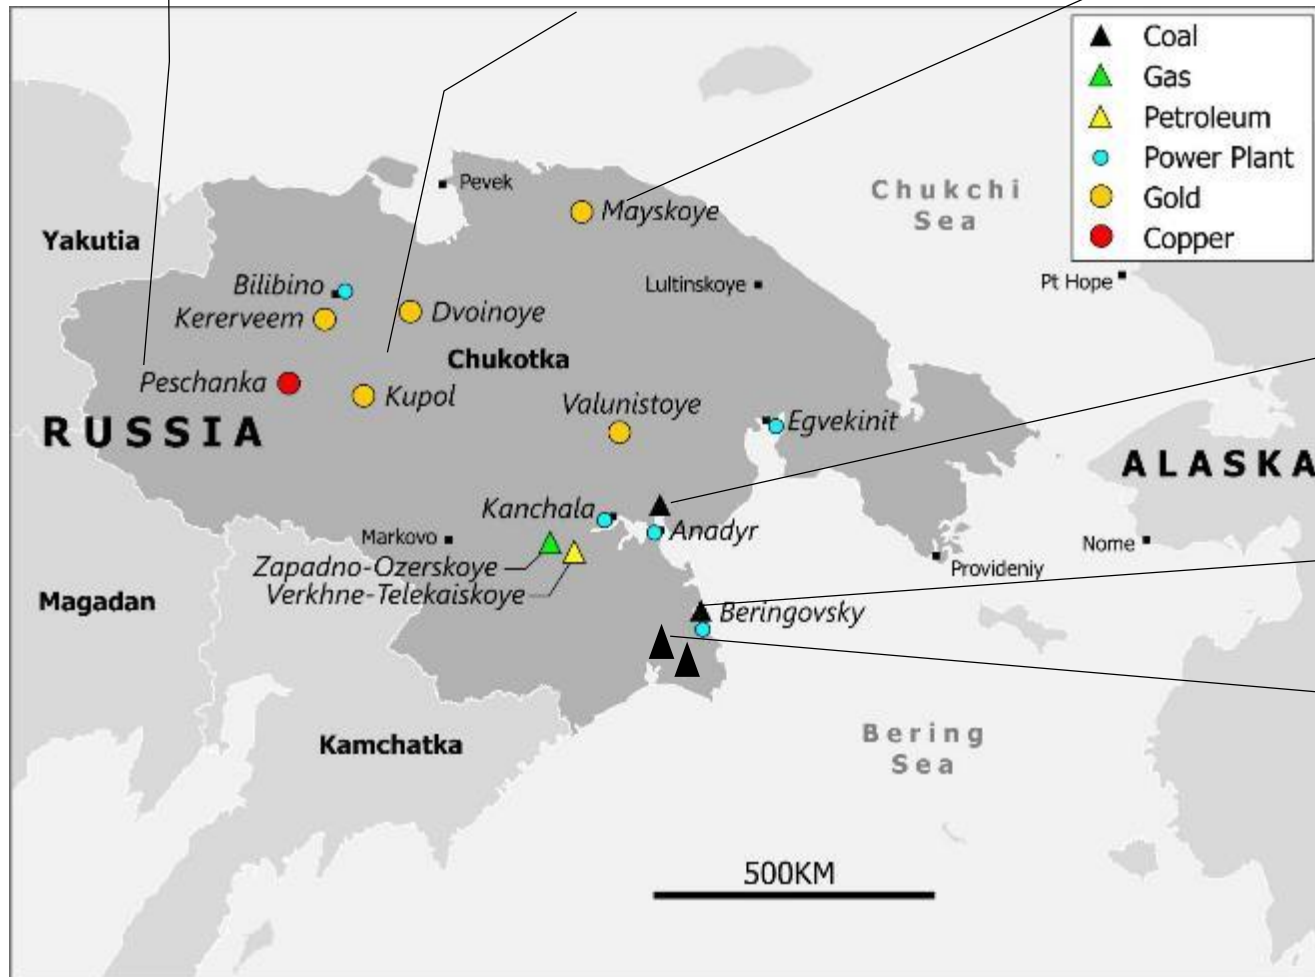 Coal
Gas
Petroleum
Power Plant
Gold
Copper
Pevek
Chukchi
Sea
Mayskoye
Yakutia
Bilibino
Lultinskoye
Pt Hope
Kererveem
Dvoinoye
Chukotka
Peschanka
Kupol
Valunistoye
RUSSIA
Egvekinit
ALASKA
Kanchala
Anadyr
Markovo
Nome
Zapadno-Ozerskoye
Provideniy
Verkhne-Telekaiskoye
Magadan
Beringovsky
Kamchatka
Bering
Sea
500KM